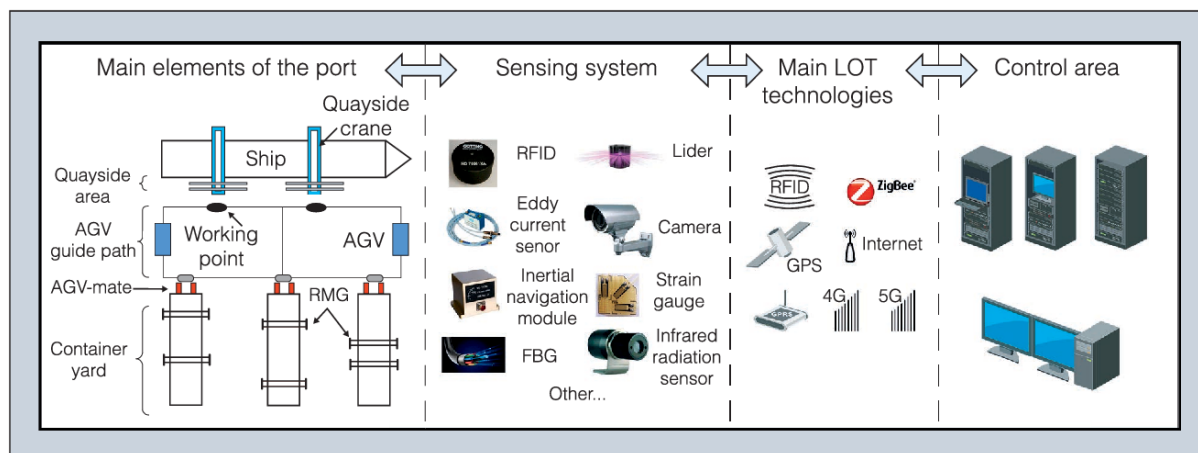 Main elements of the port
Sensing system
Main LOT
technologies
Control area
Quayside
crane
Ship
Quayside
area
AGV
guide path
Working
point
AGV
AGV-mate
RMG
Container
yard
RFID
Lider
Eddy
current
senor
Camera
Inertial
navigation
module
Strain
gauge
FBG
Infrared
radiation
sensor
Other...
RFID
ZigBee®
GPS
Internet
GPRS
4G
5G